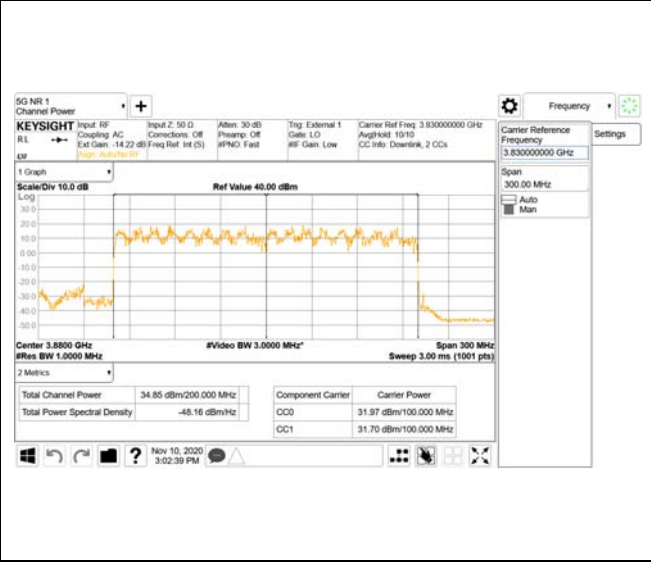 5G NR 1
Channel Power
Frequency
KEYSIGHT
RL
Input: RF
Coupling: AC
Ext Gain: -14.22 dB
Align: Auto/No RF
Input Z: 50 Ω
Corrections: Off
Freq Ref: Int (S)
Atten: 30 dB
Preamp: Off
#PNO: Fast
Trig: External 1
Gate: LO
#IF Gain: Low
Carrier Ref Freq: 3.830000000 GHz
Avg|Hold: 10/10
CC Info: Downlink, 2 CCs
Carrier Reference
Frequency
3.830000000 GHz
Settings
Span
300.00 MHz
Auto
Man
1 Graph
Scale/Div 10.0 dB
Ref Value 40.00 dBm
Log
30.0
20.0
10.0
0.00
-10.0
-20.0
-30.0
-40.0
-50.0
Center 3.8800 GHz
#Video BW 3.0000 MHz*
Span 300 MHz
#Res BW 1.0000 MHz
Sweep 3.00 ms (1001 pts)
2 Metrics
Total Channel Power 34.85 dBm/200.000 MHz
Total Power Spectral Density -48.16 dBm/Hz
Component Carrier Carrier Power
CC0 31.97 dBm/100.000 MHz
CC1 31.70 dBm/100.000 MHz
?
Nov 10, 2020
3:02:39 PM